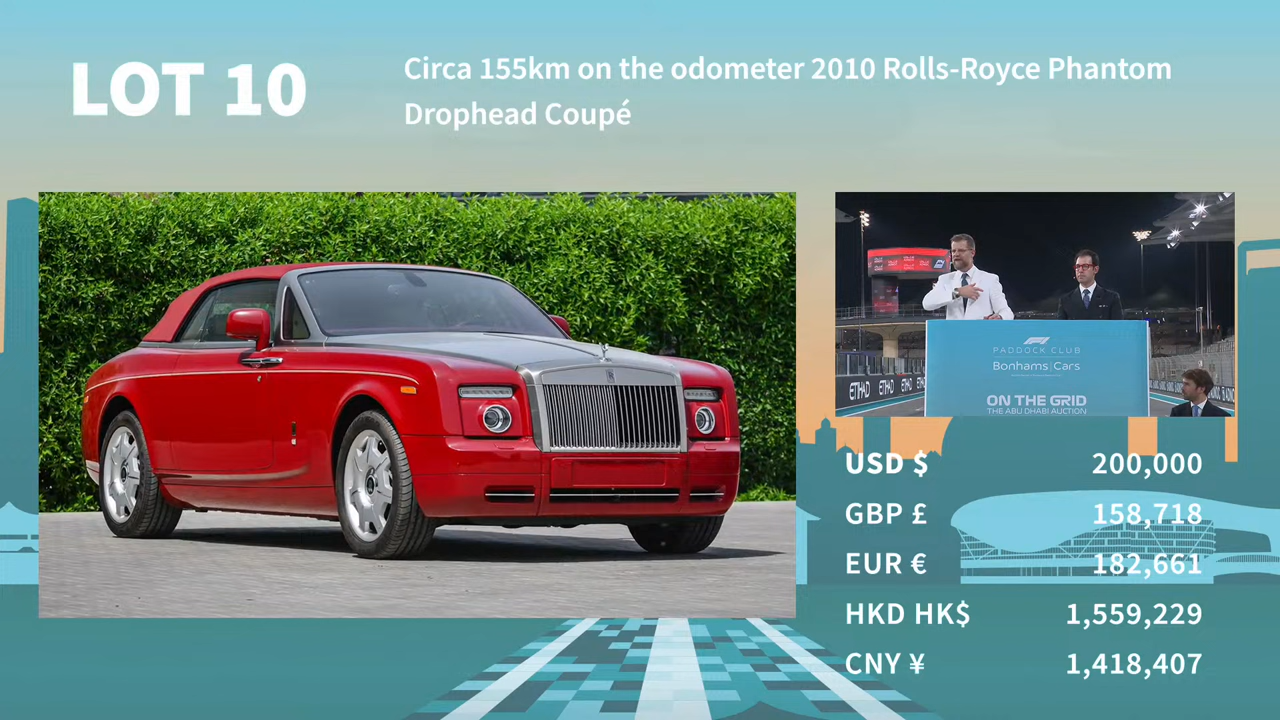 LOT 10
Circa 155km on the odometer 2010 Rolls-Royce Phantom
Drophead Coupé
PADDOCK CLUB
Bonhams|Cars
ON THE GRID
THE ABU DHABI AUCTION
ETIHAD
USD $ 200,000
GBP £ 158,718
EUR € 182,661
HKD HK$ 1,559,229
CNY ¥ 1,418,407